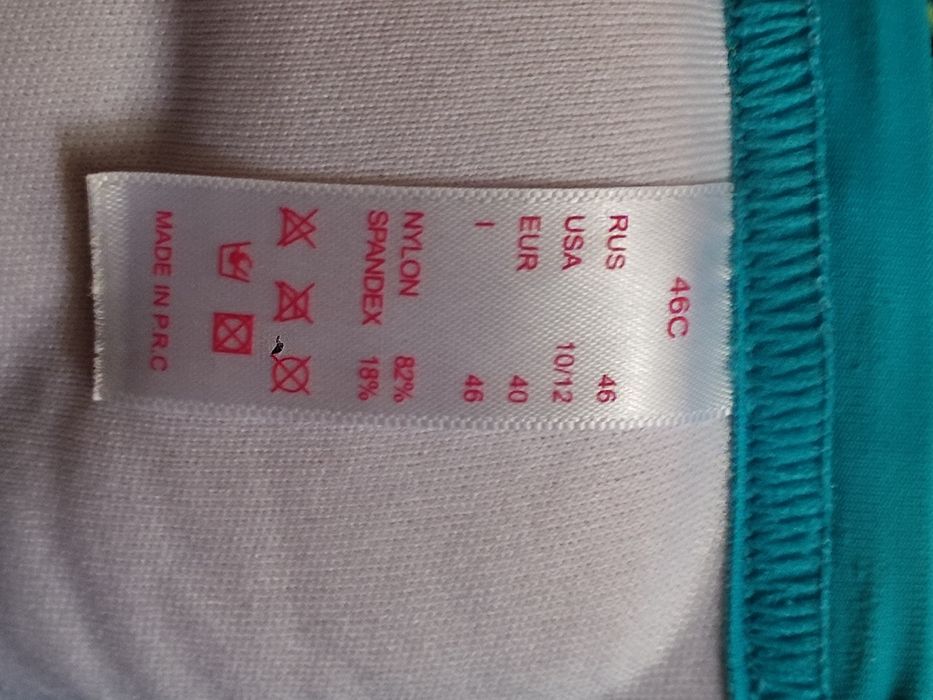 46C
RUS 46
USA 10/12
EUR 40
I 46
NYLON 82%
SPANDEX 18%
MADE IN P.R.C